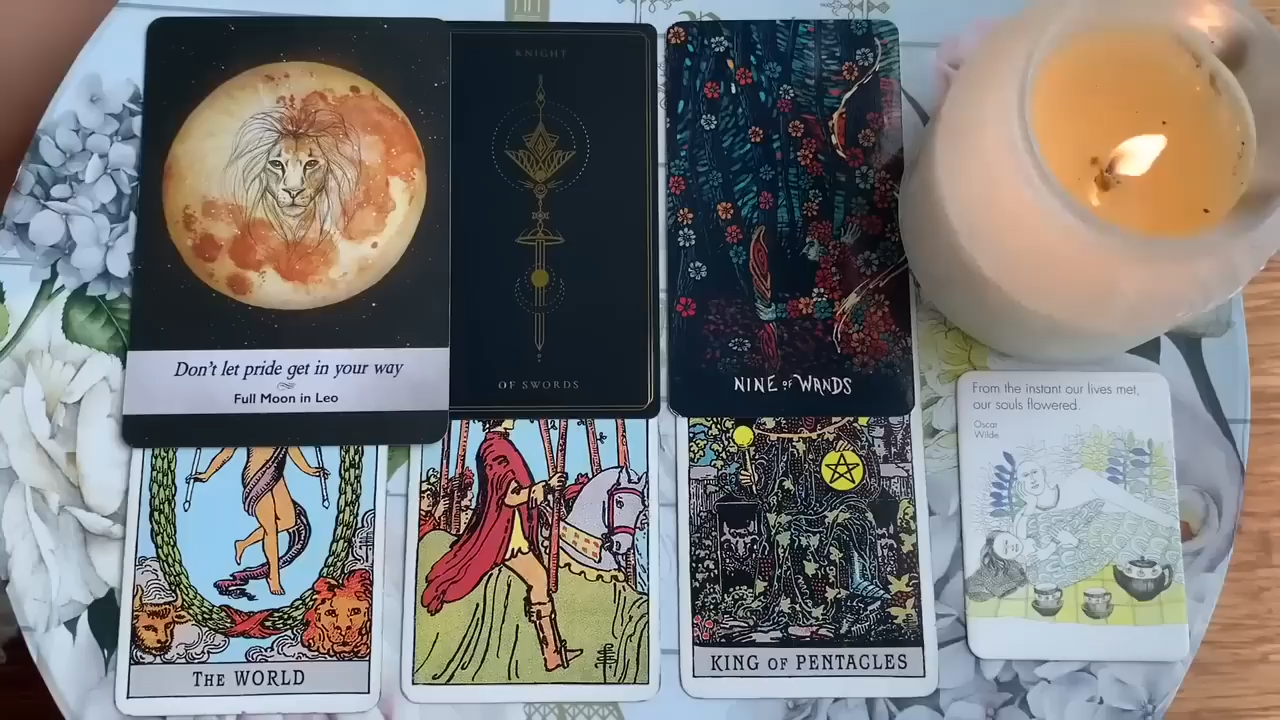 Don't let pride get in your way
Full Moon in Leo
KNIGHT
OF SWORDS
NINE OF WANDS
From the instant our lives met,
our souls flowered.
Oscar
Wilde
THE WORLD
KING OF PENTACLES